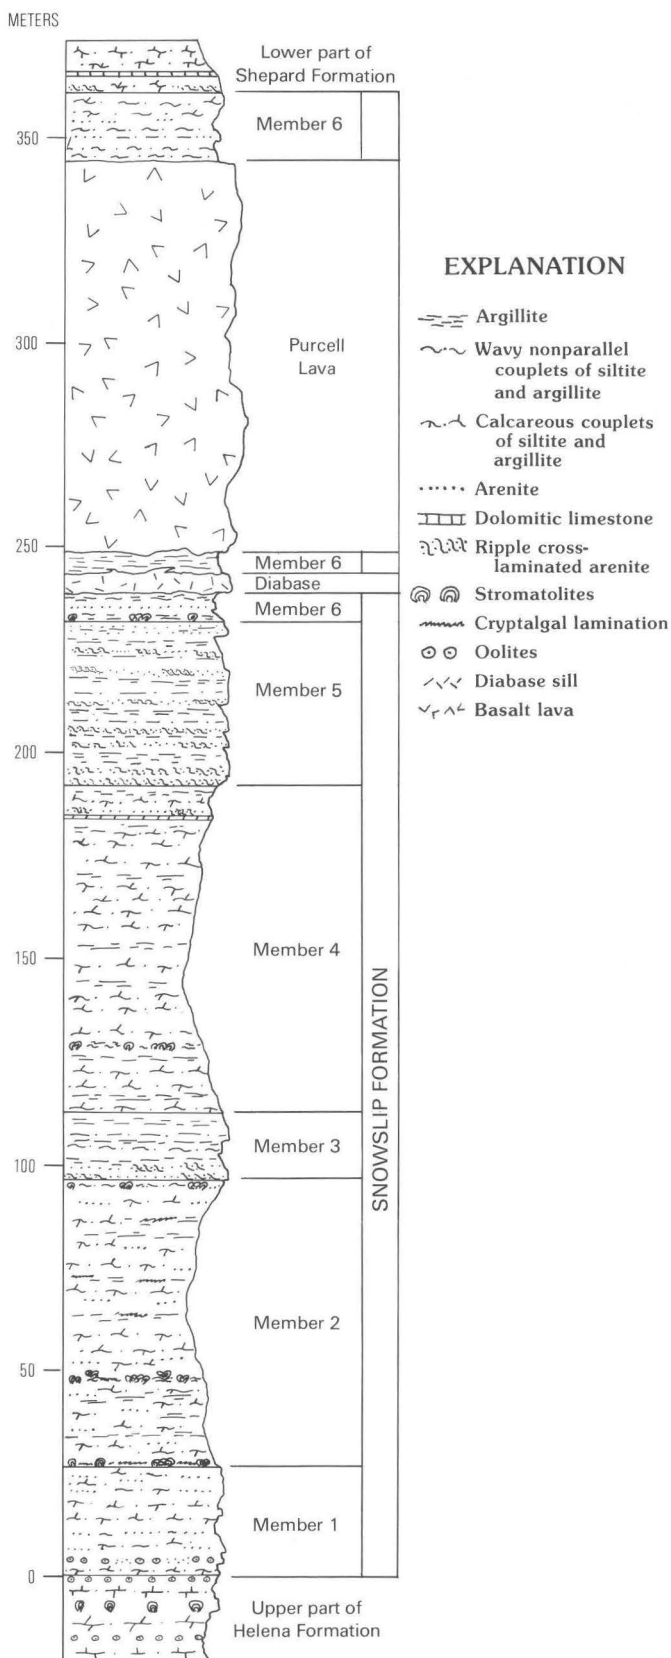 METERS
Lower part of
Shepard Formation
350
Member 6
300
Purcell
Lava
250
Member 6
Diabase
Member 6
Member 5
200
Member 4
150
Member 3
100
Member 2
50
Member 1
0
Upper part of
Helena Formation
SNOWSLIP FORMATION
EXPLANATION
Argillite
Wavy nonparallel
couplets of siltite
and argillite
Calcareous couplets
of siltite and
argillite
Arenite
Dolomitic limestone
Ripple cross-
laminated arenite
Stromatolites
Cryptalgal lamination
Oolites
Diabase sill
Basalt lava